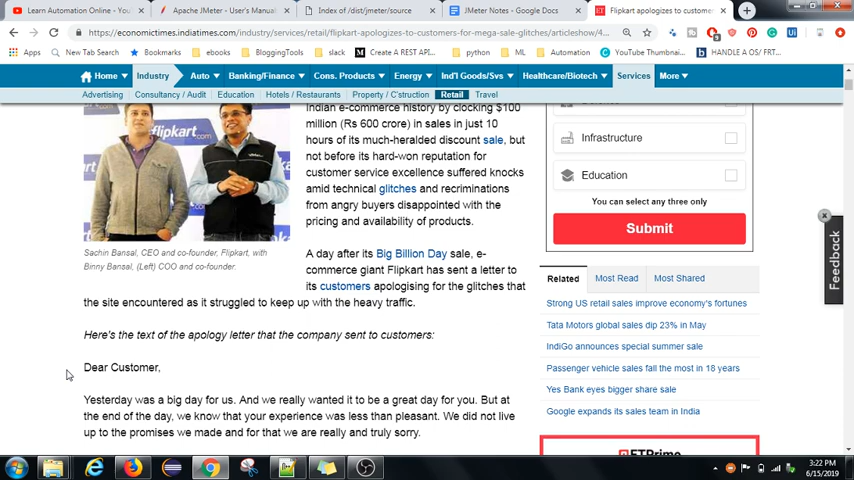 Learn Automation Online - You
Apache JMeter - User's Manual
Index of /dist/jmeter/source
JMeter Notes - Google Docs
Flipkart apologizes to customer
https://economictimes.indiatimes.com/industry/services/retail/flipkart-apologizes-to-customers-for-mega-sale-glitches/articleshow/4...
Apps
Why Support Me?
Bookmarks
ebooks
BloggingTools
slack
Create A REST API...
python
ML
Automation
YouTube Thumbnai...
HANDLE A OS/ FRT...
Home
Industry
Auto
Banking/Finance
Cons. Products
Energy
Ind'l Goods/Svs
Healthcare/Biotech
Services
More
Advertising
Consultancy / Audit
Education
Hotels / Restaurants
Property / C'struction
Retail
Travel
flipkart.com
Sachin Bansal, CEO and co-founder, Flipkart, with
Binny Bansal, (Left) COO and co-founder.
Indian e-commerce history by clocking $100
million (Rs 600 crore) in sales in just 10
hours of its much-heralded discount sale, but
not before its hard-won reputation for
customer service excellence suffered knocks
amid technical glitches and recriminations
from angry buyers disappointed with the
pricing and availability of products.
A day after its Big Billion Day sale, e-
commerce giant Flipkart has sent a letter to
its customers apologising for the glitches that
the site encountered as it struggled to keep up with the heavy traffic.
Here's the text of the apology letter that the company sent to customers:
Dear Customer,
Yesterday was a big day for us. And we really wanted it to be a great day for you. But at
the end of the day, we know that your experience was less than pleasant. We did not live
up to the promises we made and for that we are really and truly sorry.
Infrastructure
Education
You can select any three only
Submit
Feedback
Related
Most Read
Most Shared
Strong US retail sales improve economy's fortunes
Tata Motors global sales dip 23% in May
IndiGo announces special summer sale
Passenger vehicle sales fall the most in 18 years
Yes Bank eyes bigger share sale
Google expands its sales team in India
3:22 PM
6/15/2019